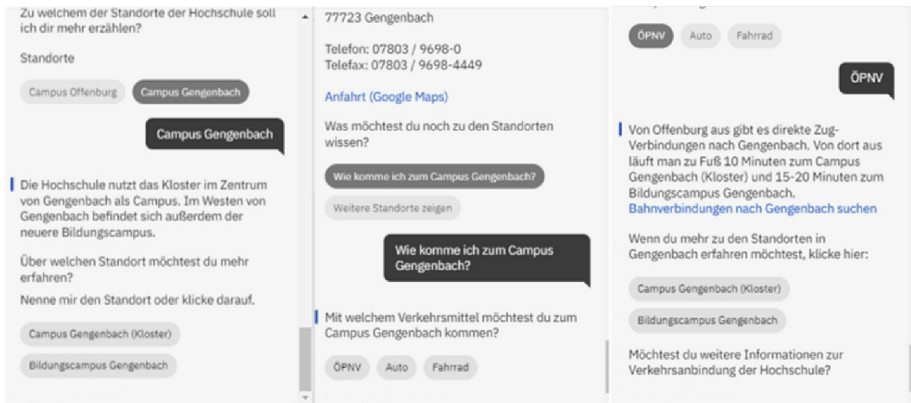 Zu welchem der Standorte der Hochschule soll
ich dir mehr erzählen?
Standorte
Campus Offenburg
Campus Gengenbach
Campus Gengenbach
Die Hochschule nutzt das Kloster im Zentrum
von Gengenbach als Campus. Im Westen von
Gengenbach befindet sich außerdem der
neuere Bildungscampus.
Über welchen Standort möchtest du mehr
erfahren?
Nenne mir den Standort oder klicke darauf.
Campus Gengenbach (Kloster)
Bildungscampus Gengenbach
77723 Gengenbach
Telefon: 07803 / 9698-0
Telefax: 07803 / 9698-4449
Anfahrt (Google Maps)
Was möchtest du noch zu den Standorten
wissen?
Wie komme ich zum Campus Gengenbach?
Weitere Standorte zeigen
Wie komme ich zum Campus
Gengenbach?
Mit welchem Verkehrsmittel möchtest du zum
Campus Gengenbach kommen?
ÖPNV Auto Fahrrad
ÖPNV Auto Fahrrad
ÖPNV
Von Offenburg aus gibt es direkte Zug-
Verbindungen nach Gengenbach. Von dort aus
läuft man zu Fuß 10 Minuten zum Campus
Gengenbach (Kloster) und 15-20 Minuten zum
Bildungscampus Gengenbach.
Bahnverbindungen nach Gengenbach suchen
Wenn du mehr zu den Standorten in
Gengenbach erfahren möchtest, klicke hier:
Campus Gengenbach (Kloster)
Bildungscampus Gengenbach
Möchtest du weitere Informationen zur
Verkehrsanbindung der Hochschule?